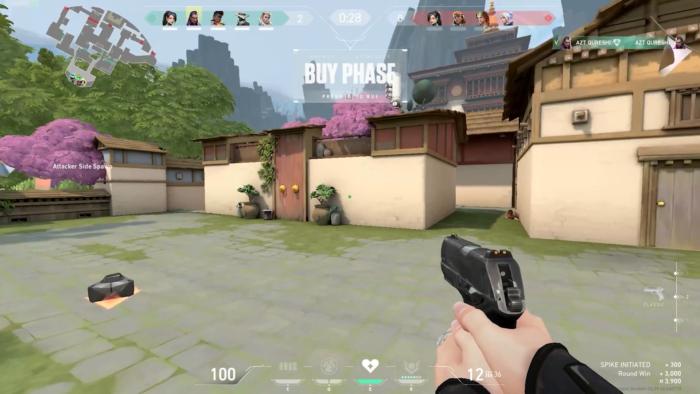 2
0:28
BUY PHASE
AZT QURESHI AZT QURESHI
Attacker Side Spawn
CLASSIC
100
12
36
SPIKE INITIATED + 300
Round Win + 3,000
3,900